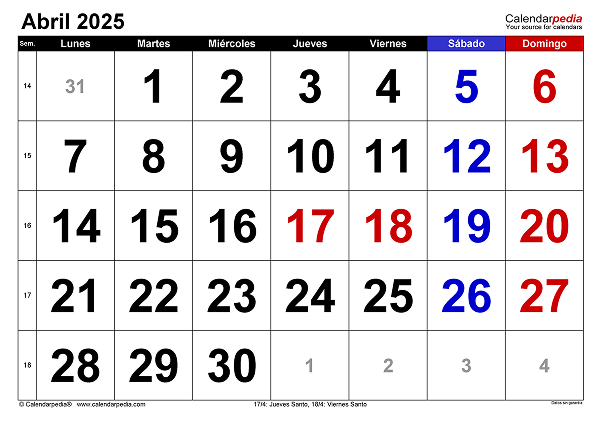 Abril 2025
Calendarpedia
Your source for calendars
Sem. Lunes Martes Miércoles Jueves Viernes Sábado Domingo
14 31 1 2 3 4 5 6
15 7 8 9 10 11 12 13
16 14 15 16 17 18 19 20
17 21 22 23 24 25 26 27
18 28 29 30 1 2 3 4
© Calendarpedia® www.calendarpedia.com 17/4: Jueves Santo, 18/4: Viernes Santo Datos sin garantía